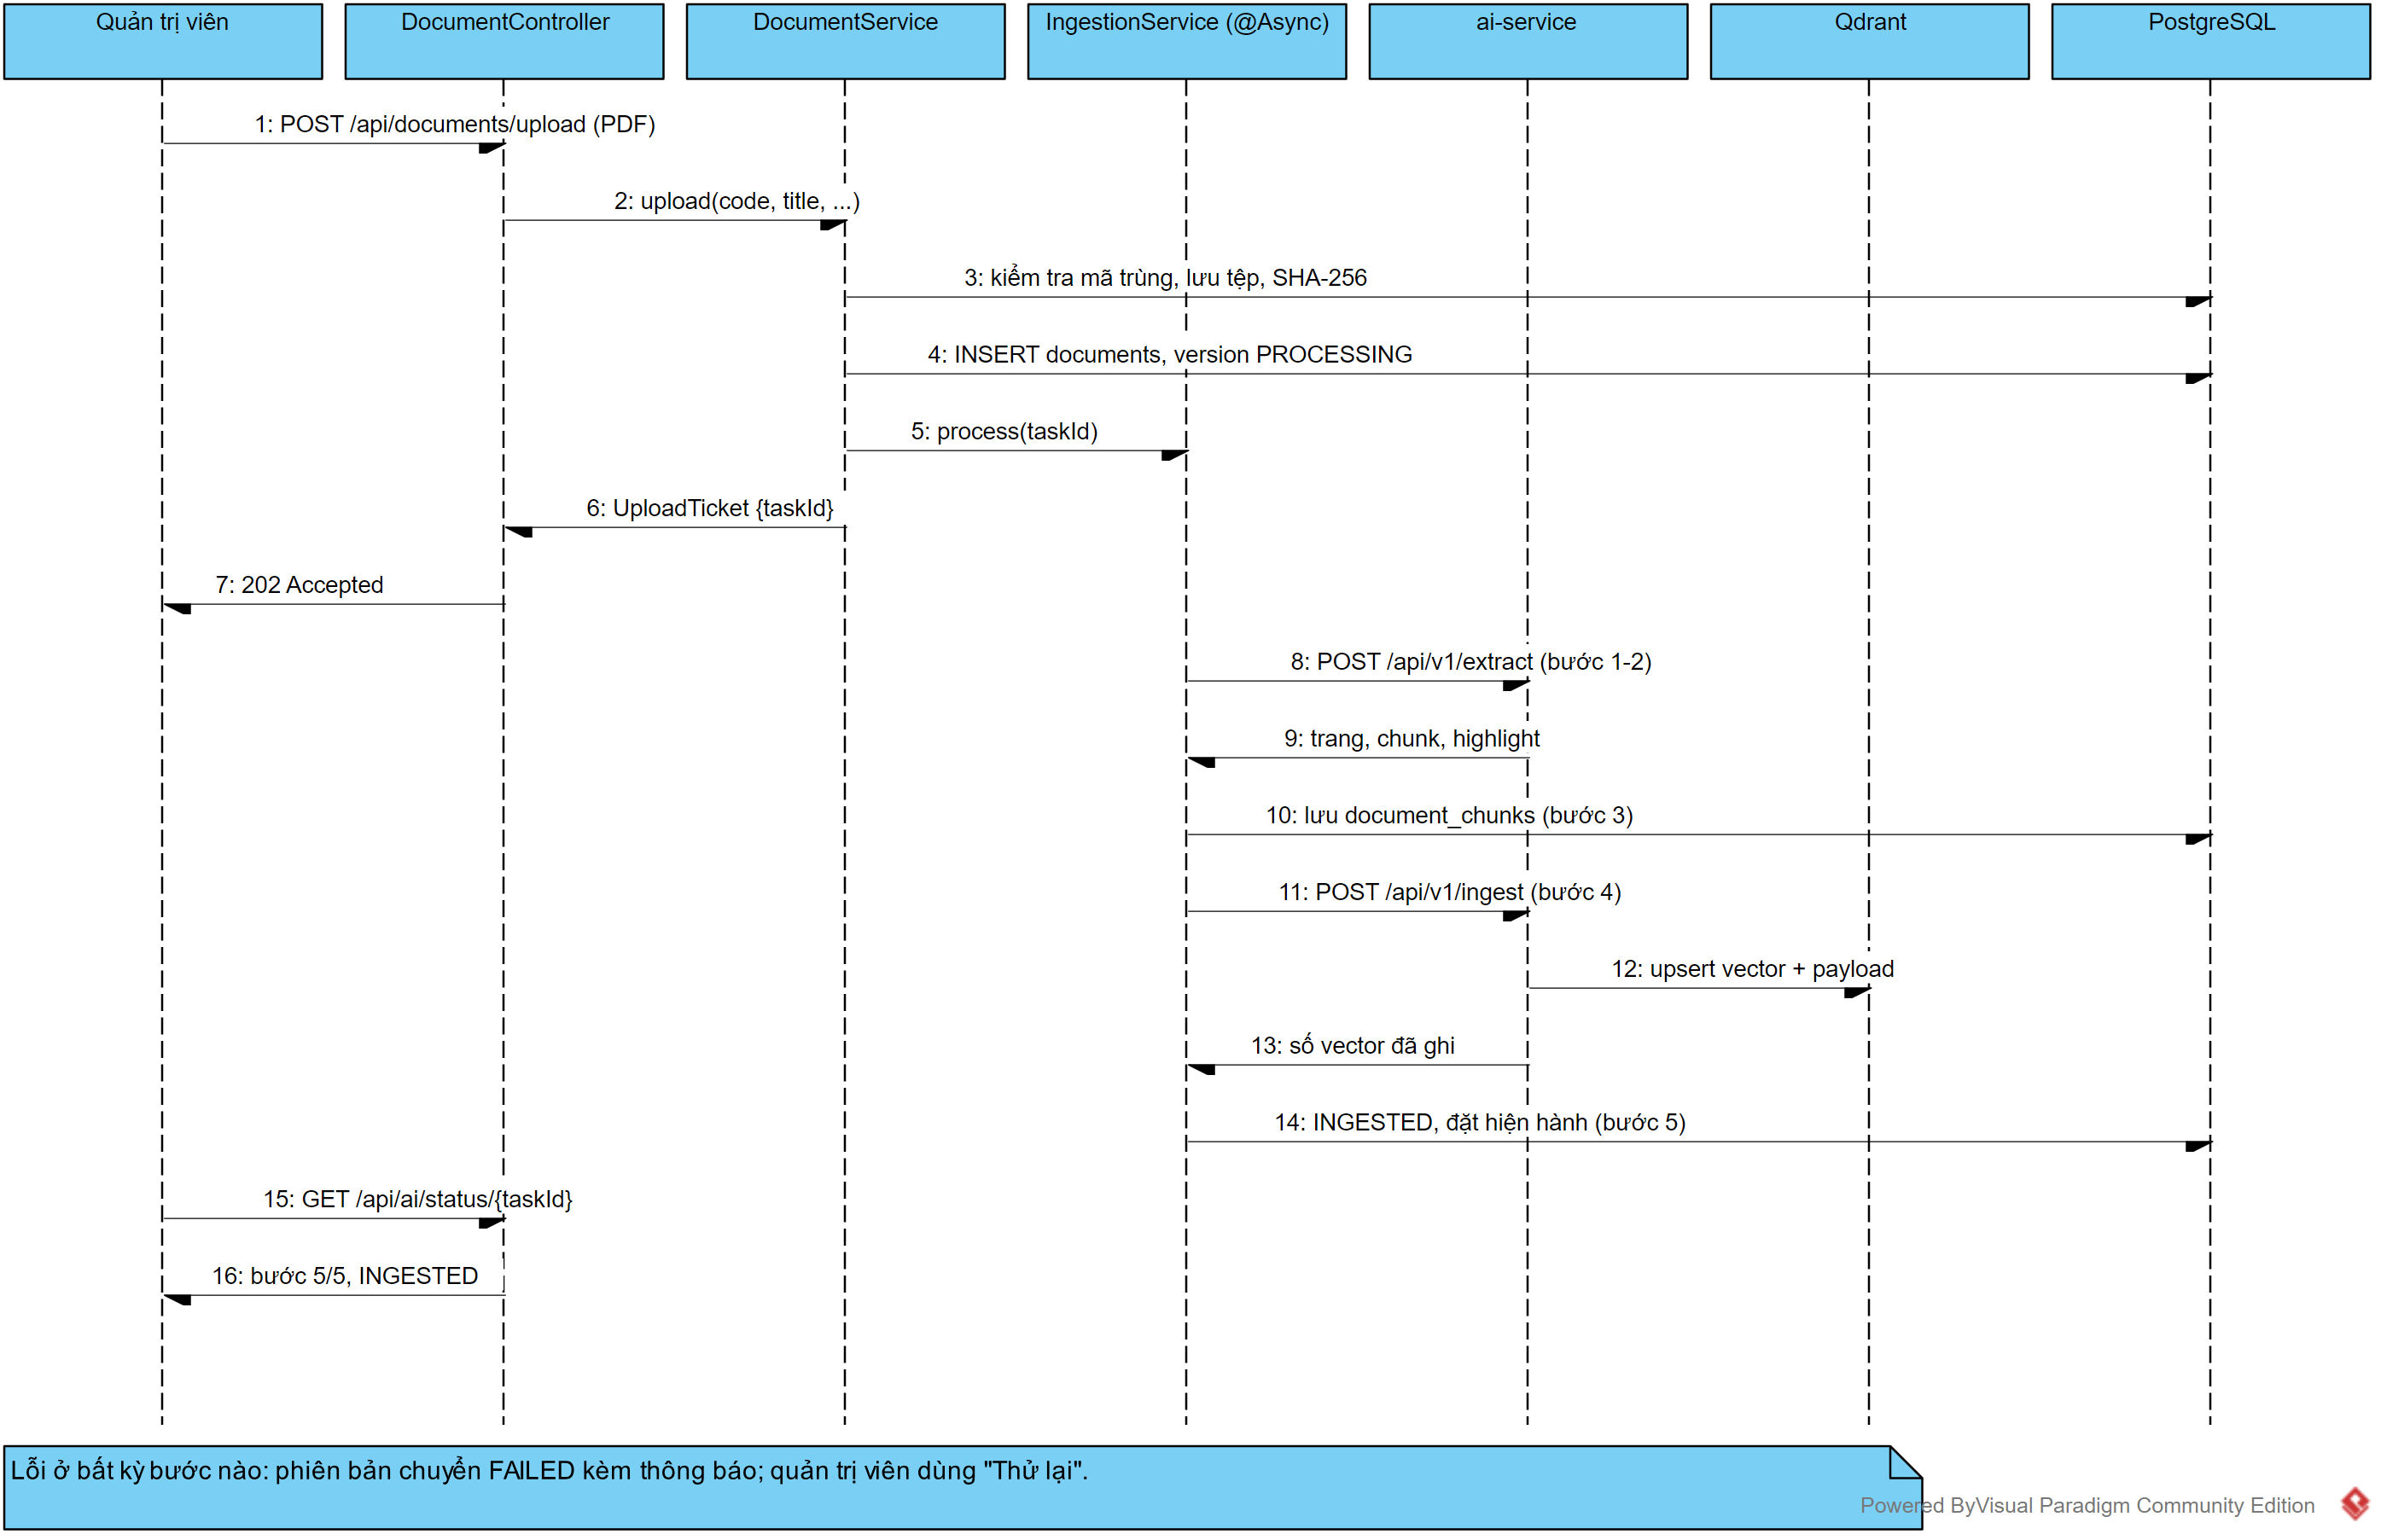 Quản trị viên
DocumentController
DocumentService
IngestionService (@Async)
ai-service
Qdrant
PostgreSQL
1: POST /api/documents/upload (PDF)
2: upload(code, title, ...)
3: kiểm tra mã trùng, lưu tệp, SHA-256
4: INSERT documents, version PROCESSING
5: process(taskId)
6: UploadTicket {taskId}
7: 202 Accepted
8: POST /api/v1/extract (bước 1-2)
9: trang, chunk, highlight
10: lưu document_chunks (bước 3)
11: POST /api/v1/ingest (bước 4)
12: upsert vector + payload
13: số vector đã ghi
14: INGESTED, đặt hiện hành (bước 5)
15: GET /api/ai/status/{taskId}
16: bước 5/5, INGESTED
Lỗi ở bất kỳ bước nào: phiên bản chuyển FAILED kèm thông báo; quản trị viên dùng "Thử lại".
Powered ByVisual Paradigm Community Edition